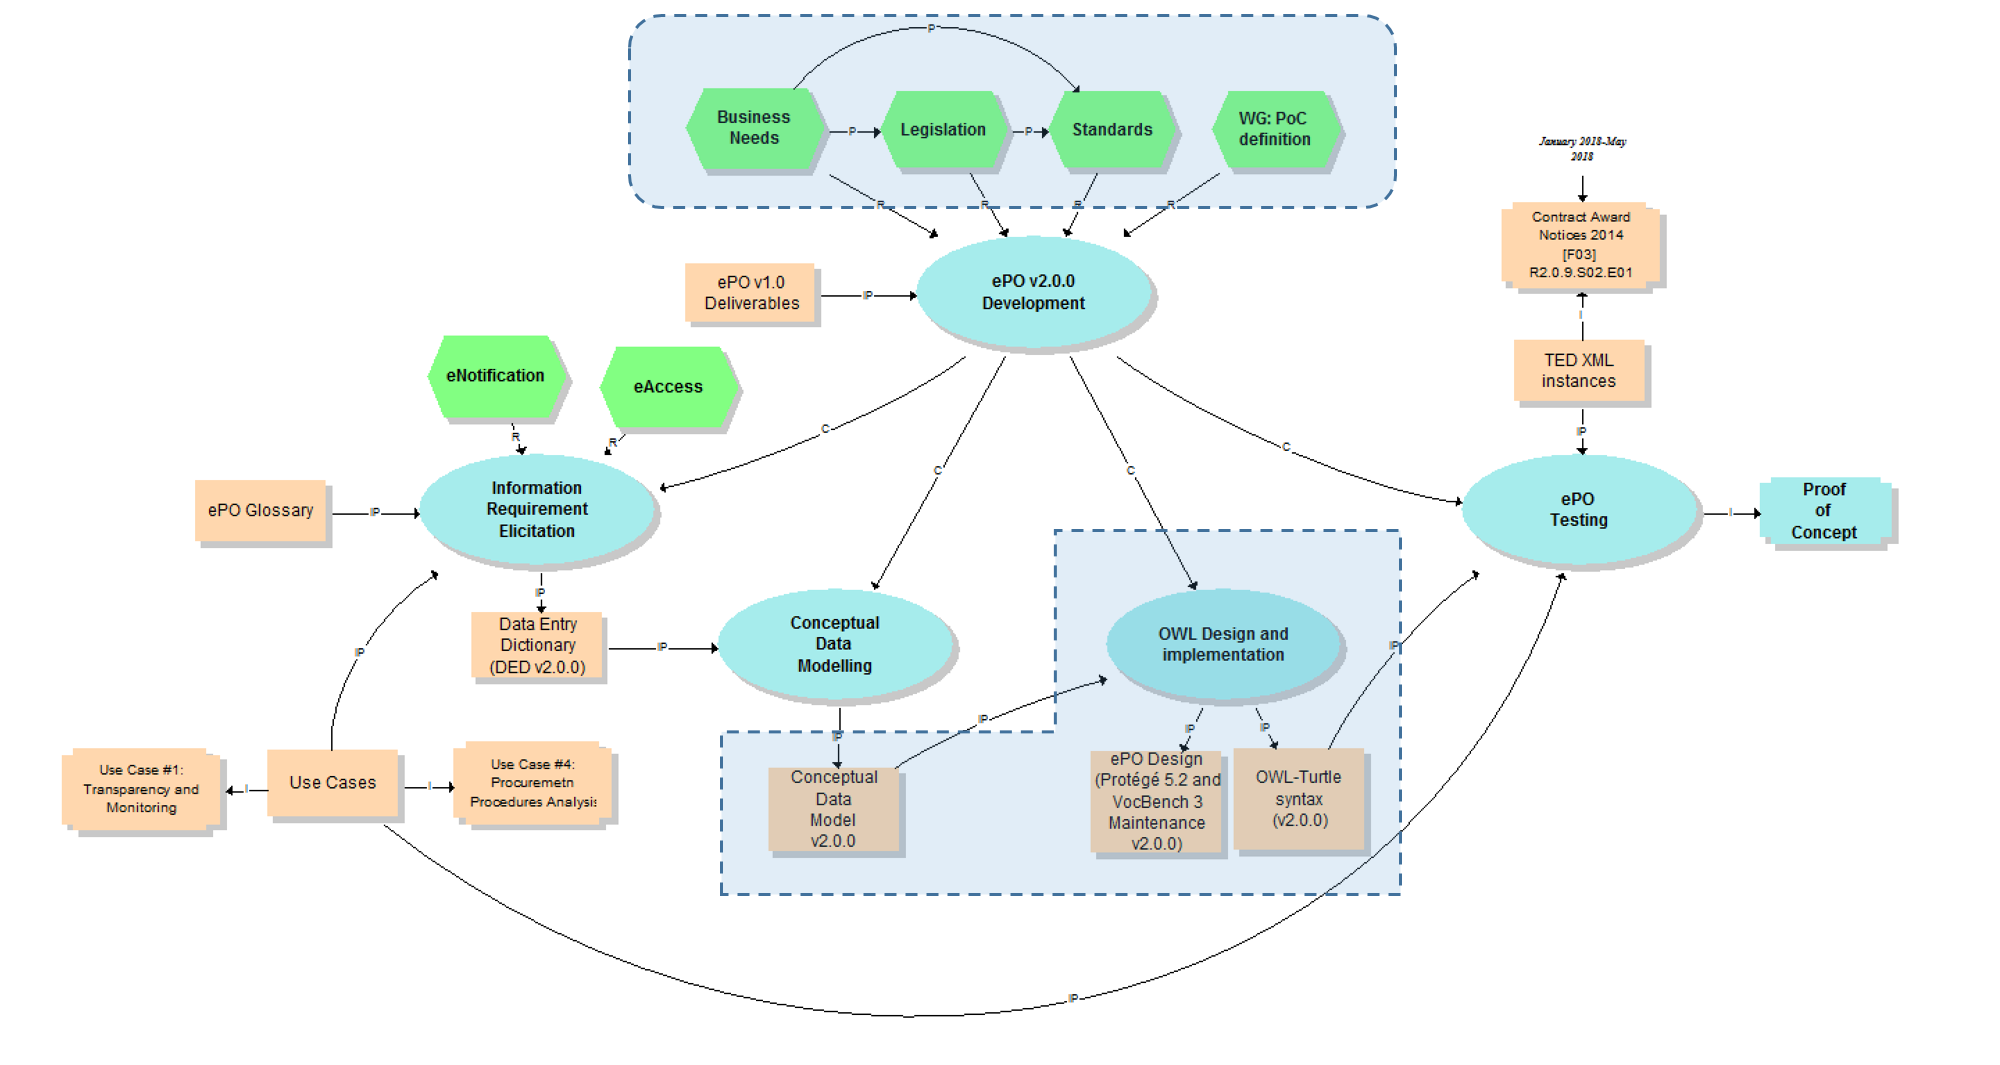 P
Business
Needs
P
Legislation
P
Standards
WG: PoC
definition
R
R
R
R
January 2018-May
2018
Contract Award
Notices 2014
[F03]
R2.0.9.S02.E01
I
TED XML
instances
IP
ePO v1.0
Deliverables
IP
ePO v2.0.0
Development
eNotification
eAccess
R
R
C
C
C
C
ePO Glossary
IP
Information
Requirement
Elicitation
ePO
Testing
I
Proof
of
Concept
IP
Data Entry
Dictionary
(DED v2.0.0)
IP
Conceptual
Data
Modelling
OWL Design and
implementation
IP
IP
IP
IP
IP
IP
Use Case #1:
Transparency and
Monitoring
I
Use Cases
I
Use Case #4:
Procuremetn
Procedures Analysis
Conceptual
Data
Model
v2.0.0
ePO Design
(Protégé 5.2 and
VocBench 3
Maintenance
v2.0.0)
OWL-Turtle
syntax
(v2.0.0)
IP